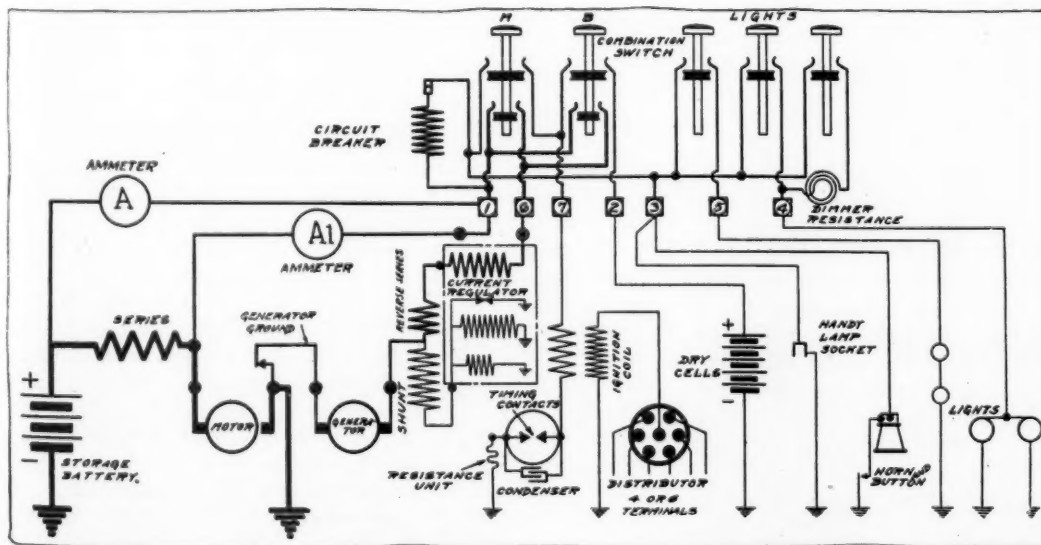 M B LIGHTS
COMBINATION
SWITCH
CIRCUIT
BREAKER
AMMETER
A
1 6 7 2 3 5 4
DIMMER
RESISTANCE
A1
AMMETER
REVERSE SERIES
CURRENT
REGULATOR
SERIES
GENERATOR
GROUND
SHUNT
IGNITION
COIL
+
DRY
CELLS
-
HANDY
LAMP
SOCKET
+
-
STORAGE
BATTERY.
MOTOR
GENERA-
TOR
TIMING
CONTACTS
LIGHTS
RESISTANCE
UNIT
CONDENSER
DISTRIBUTOR
4 OR 6
TERMINALS
HORN
BUTTON